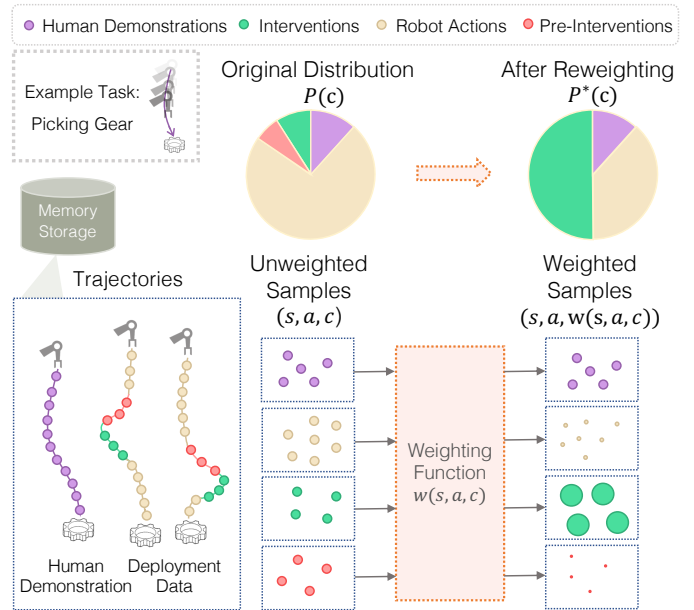 Human Demonstrations Interventions Robot Actions Pre-Interventions
Example Task:
Picking Gear
Original Distribution
P(c)
After Reweighting
P*(c)
Memory
Storage
Trajectories
Unweighted
Samples
(s, a, c)
Weighted
Samples
(s, a, w(s, a, c))
Weighting
Function
w(s, a, c)
Human
Demonstration
Deployment
Data